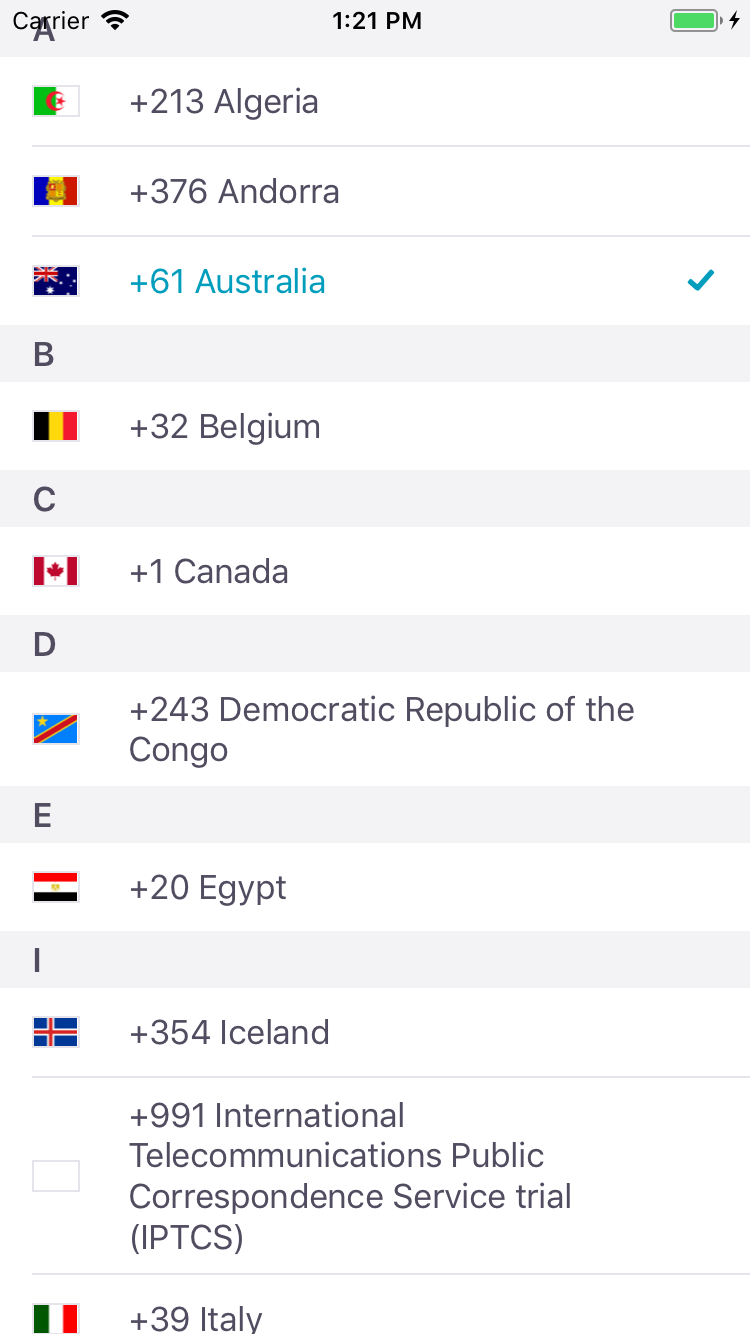 Carrier 1:21 PM
A
+213 Algeria
+376 Andorra
+61 Australia
B
+32 Belgium
C
+1 Canada
D
+243 Democratic Republic of the
Congo
E
+20 Egypt
I
+354 Iceland
+991 International
Telecommunications Public
Correspondence Service trial
(IPTCS)
+39 Italy